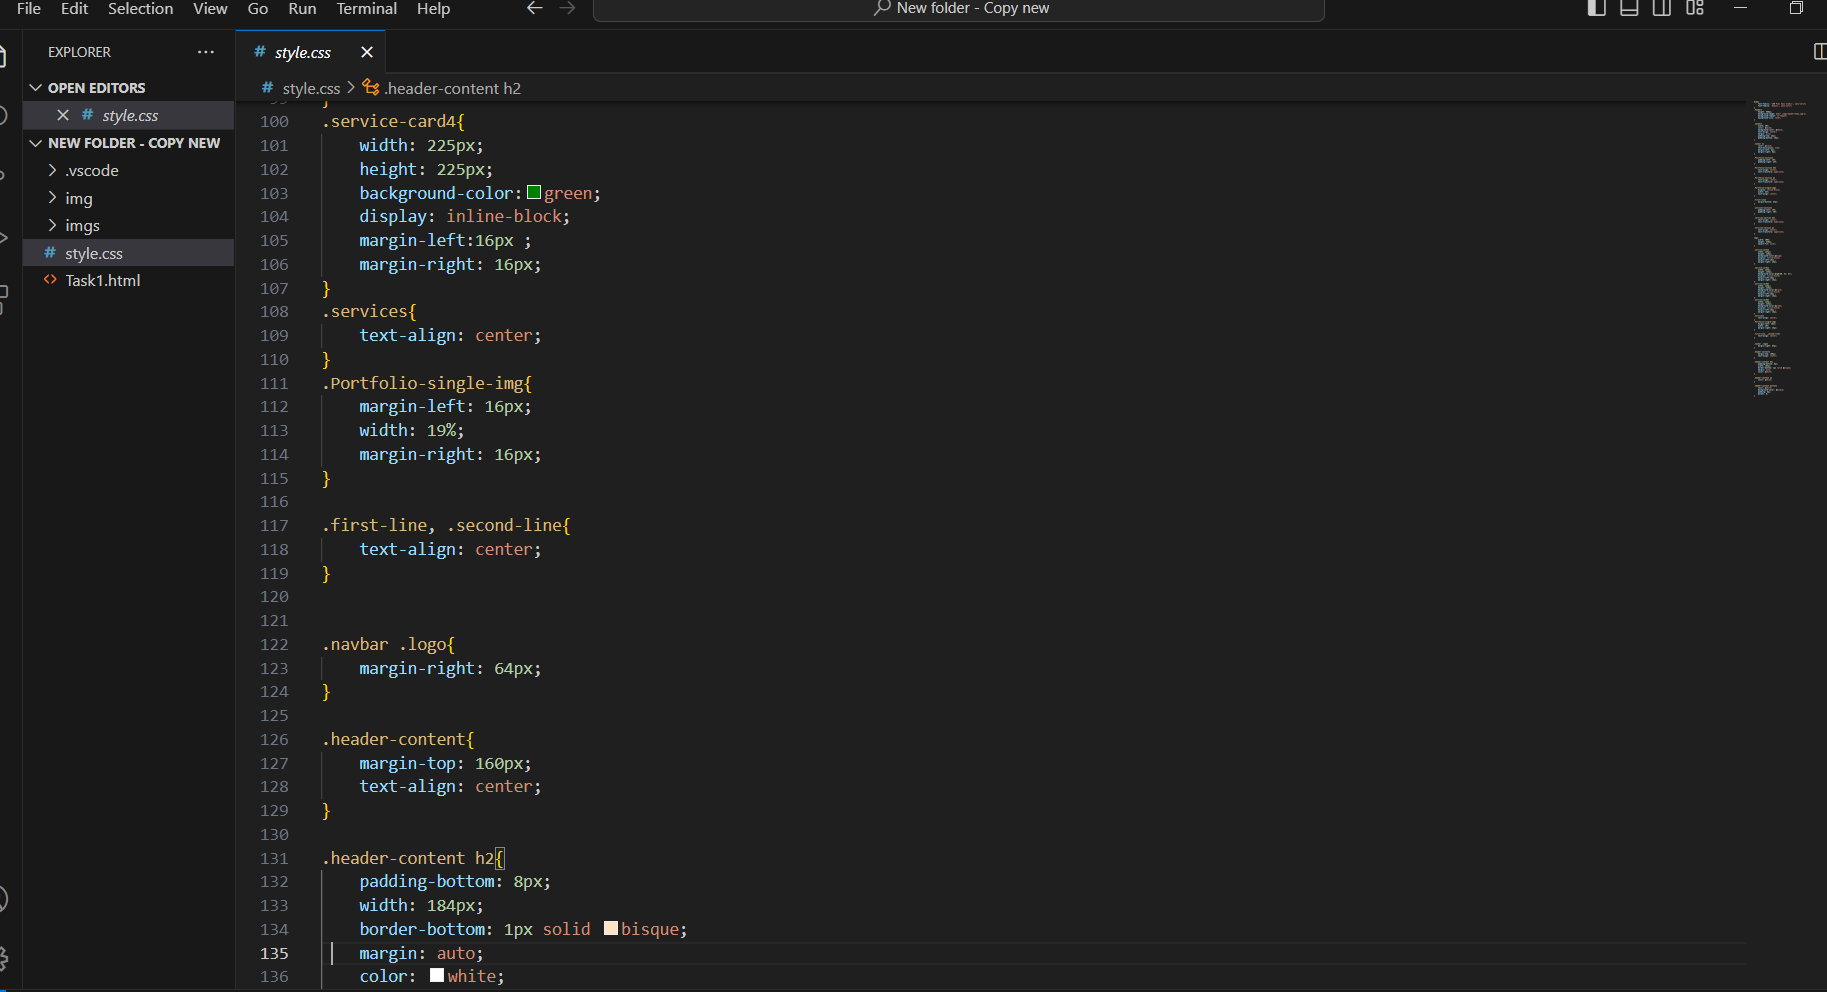 File Edit Selection View Go Run Terminal Help
New folder - Copy new
EXPLORER
OPEN EDITORS
style.css
NEW FOLDER - COPY NEW
.vscode
img
imgs
style.css
Task1.html
style.css
style.css > .header-content h2
100 .service-card4{
101 width: 225px;
102 height: 225px;
103 background-color: green;
104 display: inline-block;
105 margin-left:16px ;
106 margin-right: 16px;
107 }
108 .services{
109 text-align: center;
110 }
111 .Portfolio-single-img{
112 margin-left: 16px;
113 width: 19%;
114 margin-right: 16px;
115 }
116
117 .first-line, .second-line{
118 text-align: center;
119 }
120
121
122 .navbar .logo{
123 margin-right: 64px;
124 }
125
126 .header-content{
127 margin-top: 160px;
128 text-align: center;
129 }
130
131 .header-content h2{
132 padding-bottom: 8px;
133 width: 184px;
134 border-bottom: 1px solid bisque;
135 margin: auto;
136 color: white;